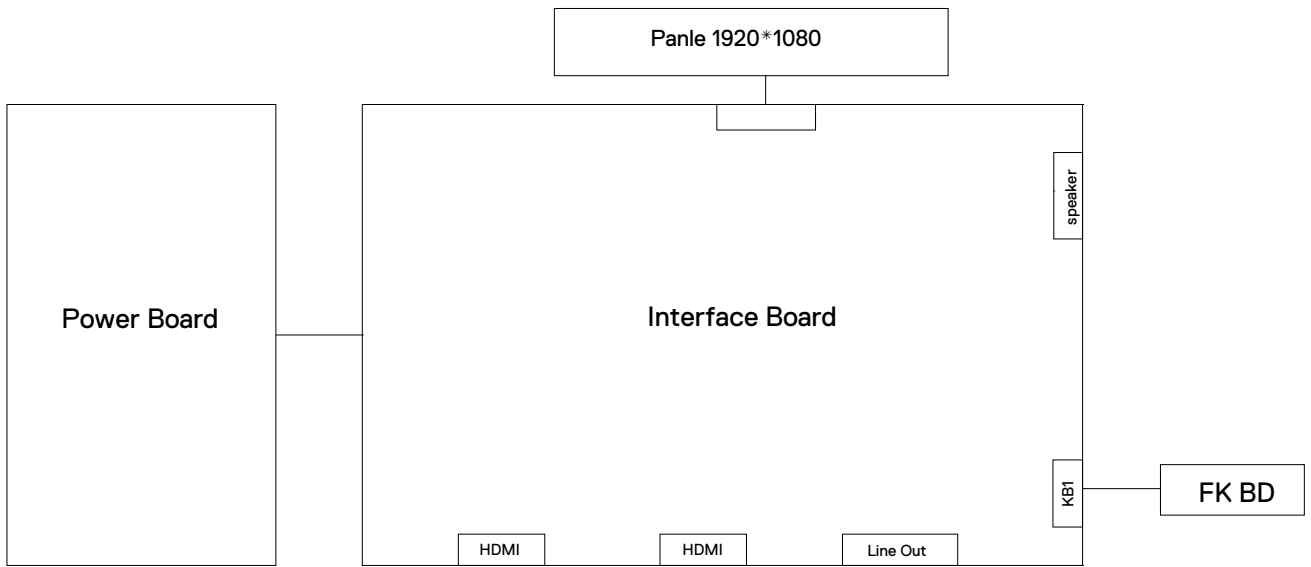 Panle 1920*1080
speaker
Power Board
Interface Board
KB1
FK BD
HDMI
HDMI
Line Out